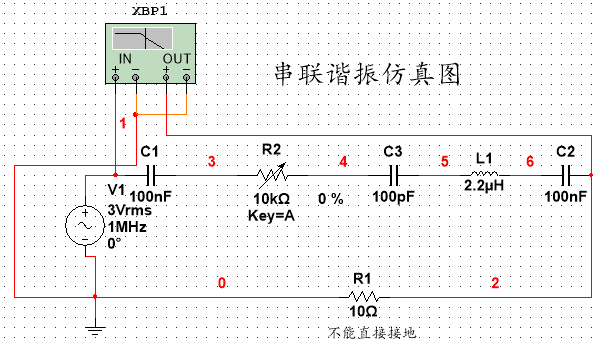 XBP1
IN OUT
串联谐振仿真图
1
C1
3
R2
4
C3
5
L1
6
C2
100nF
10kΩ
0 %
100pF
2.2µH
100nF
Key=A
V1
3Vrms
1MHz
0°
0
R1
2
10Ω
不能直接接地